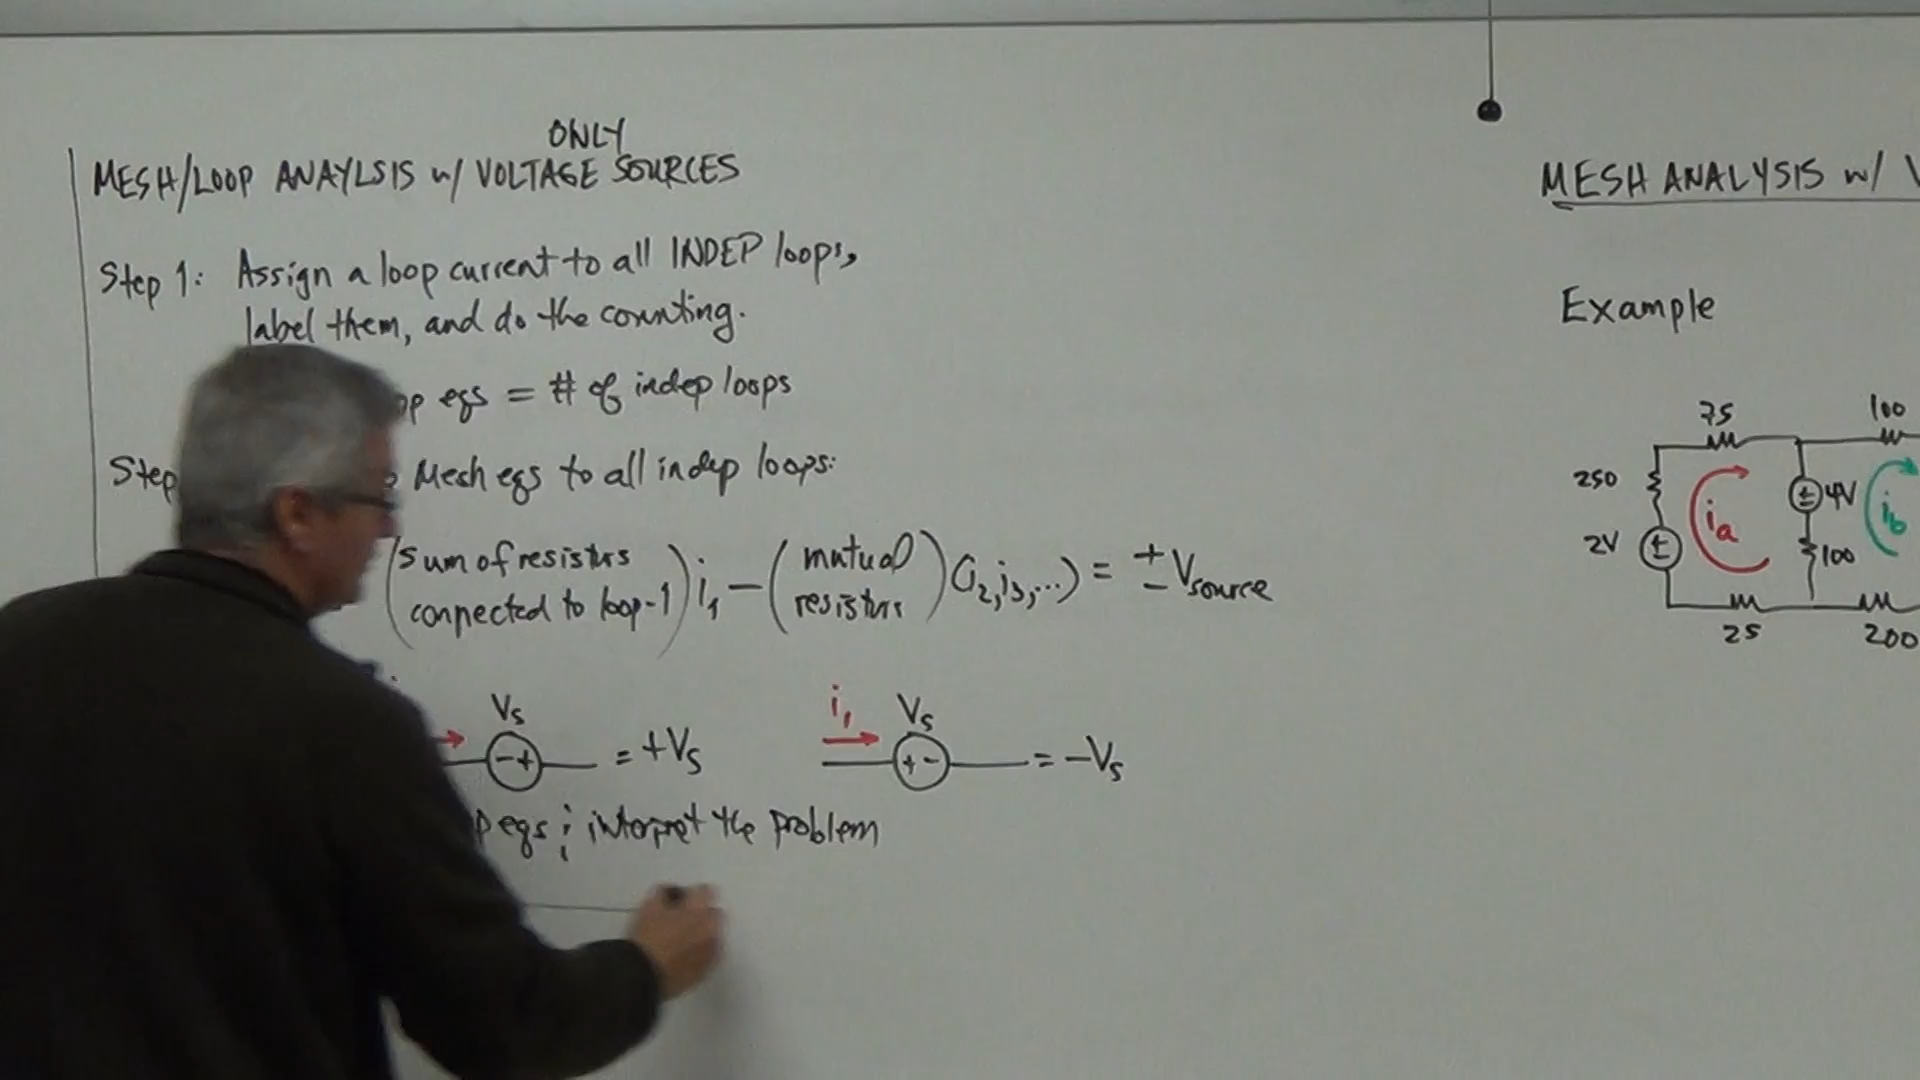 ONLY
MESH/LOOP ANAYLSIS w/ VOLTAGE SOURCES
Step 1: Assign a loop current to all INDEP loops,
label them, and do the counting.
eqs = # of indep loops
Step
Mesh eqs to all indep loops:
(sum of resistrs connected to loop-1) i₁ − (mutual resistrs) (i₂, i₃, ...) = ± Vsource
Vs
−+ = +Vs
i₁ Vs
+ − = −Vs
eqs ; interpret the problem
MESH ANALYSIS w/
Example
75
100
250
2V ±
ia
± 4V
100
ib
25
200